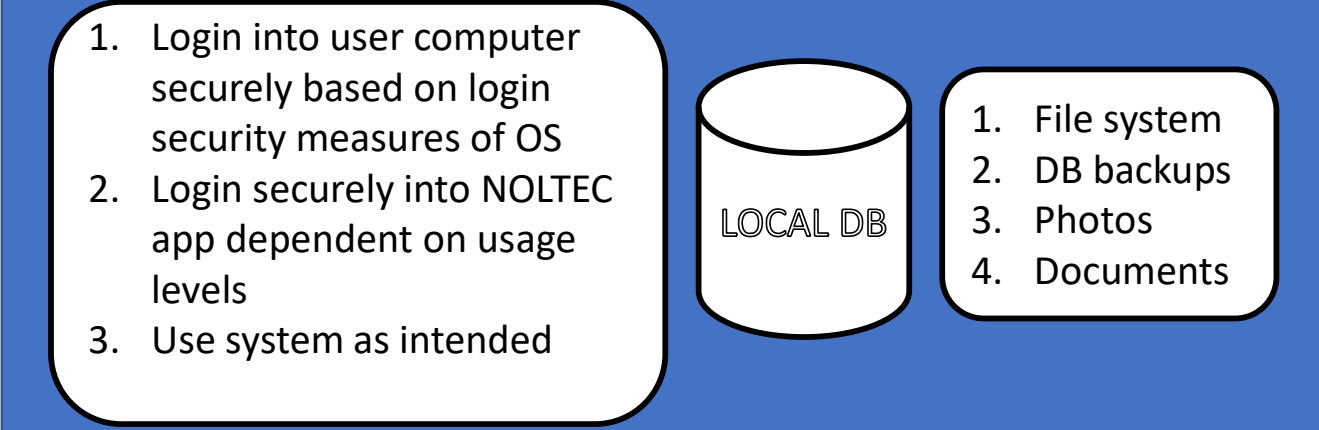 1. Login into user computer
securely based on login
security measures of OS
2. Login securely into NOLTEC
app dependent on usage
levels
3. Use system as intended
LOCAL DB
1. File system
2. DB backups
3. Photos
4. Documents